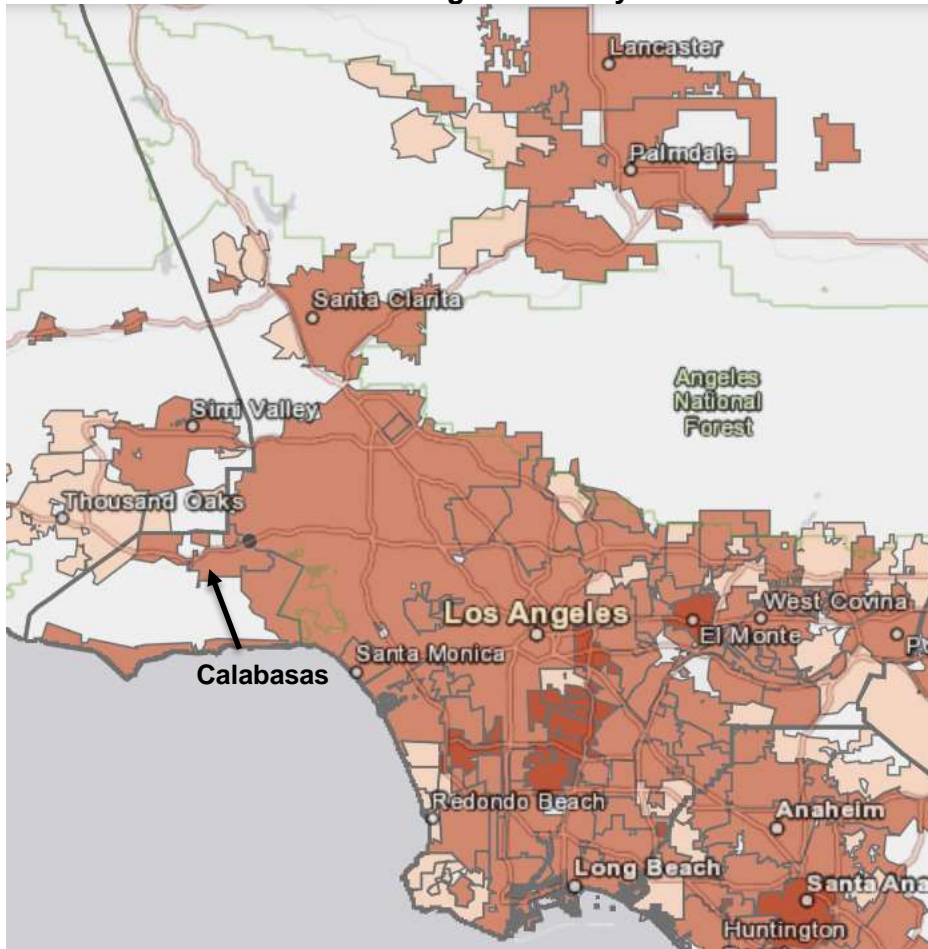 Lancaster
Palmdale
Santa Clarita
Angeles
National
Forest
Simi Valley
Thousand Oaks
Los Angeles
West Covina
El Monte
Santa Monica
Calabasas
Redondo Beach
Anaheim
Long Beach
Santa Ana
Huntington